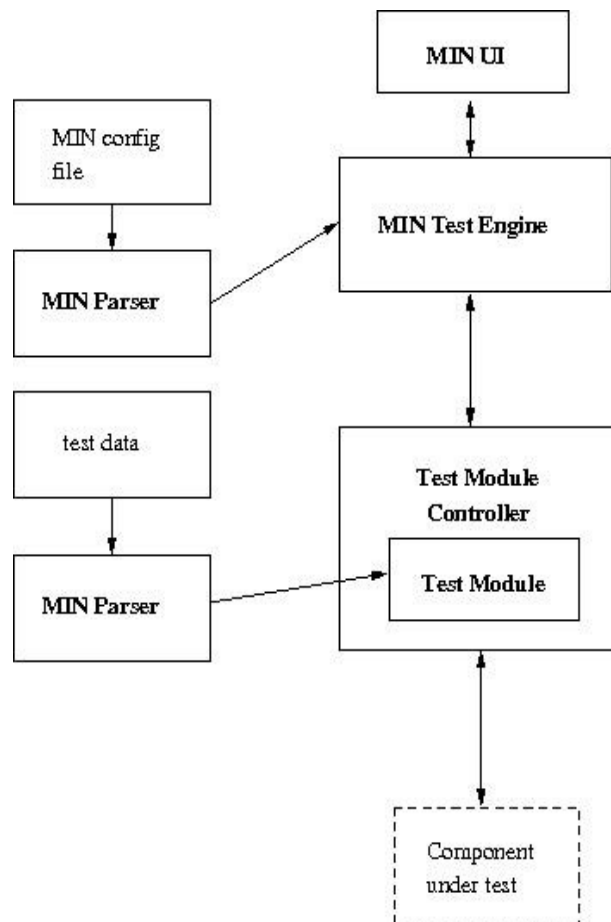 MIN UI
MIN config
file
MIN Test Engine
MIN Parser
test data
Test Module
Controller
MIN Parser
Test Module
Component
under test